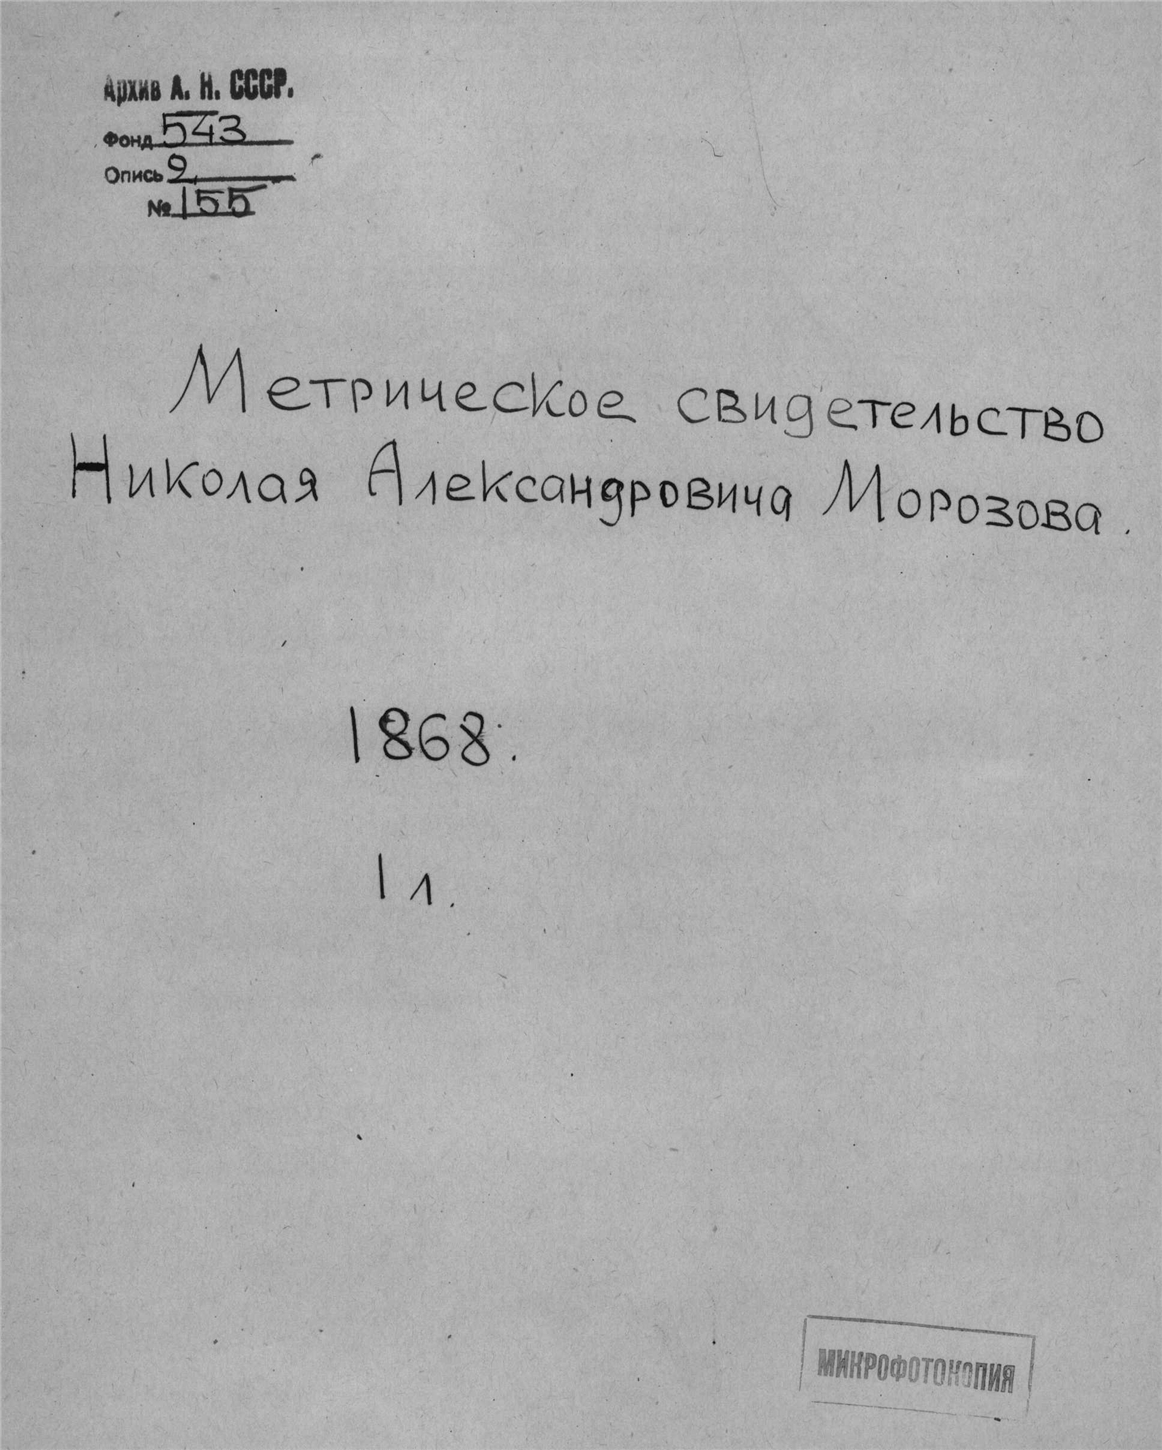 Архив А. Н. СССР.
Фонд 543
Опись 2
№ 155
Метрическое свидетельство
Николая Александровича Морозова.
1868.
1 л.
МИКРОФОТОКОПИЯ